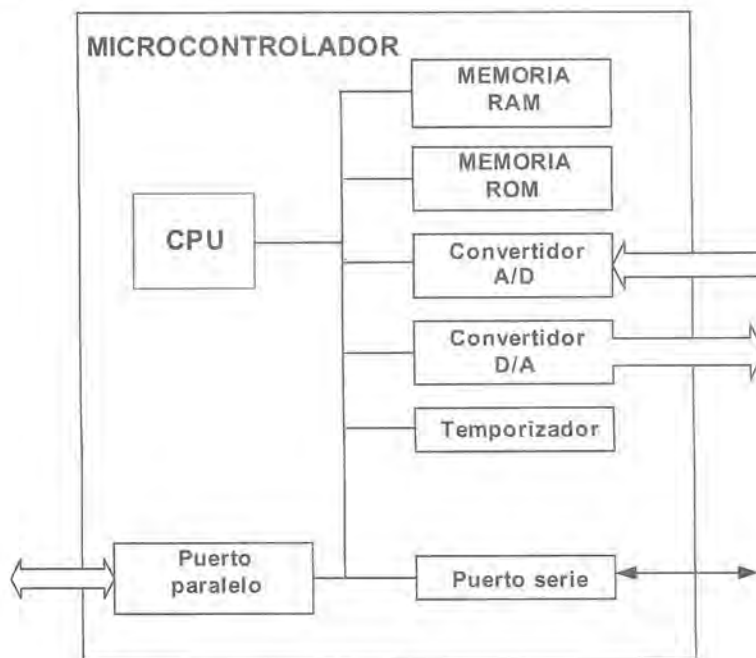 MICROCONTROLADOR
MEMORIA
RAM
MEMORIA
ROM
CPU
Convertidor
A/D
Convertidor
D/A
Temporizador
Puerto
paralelo
Puerto serie